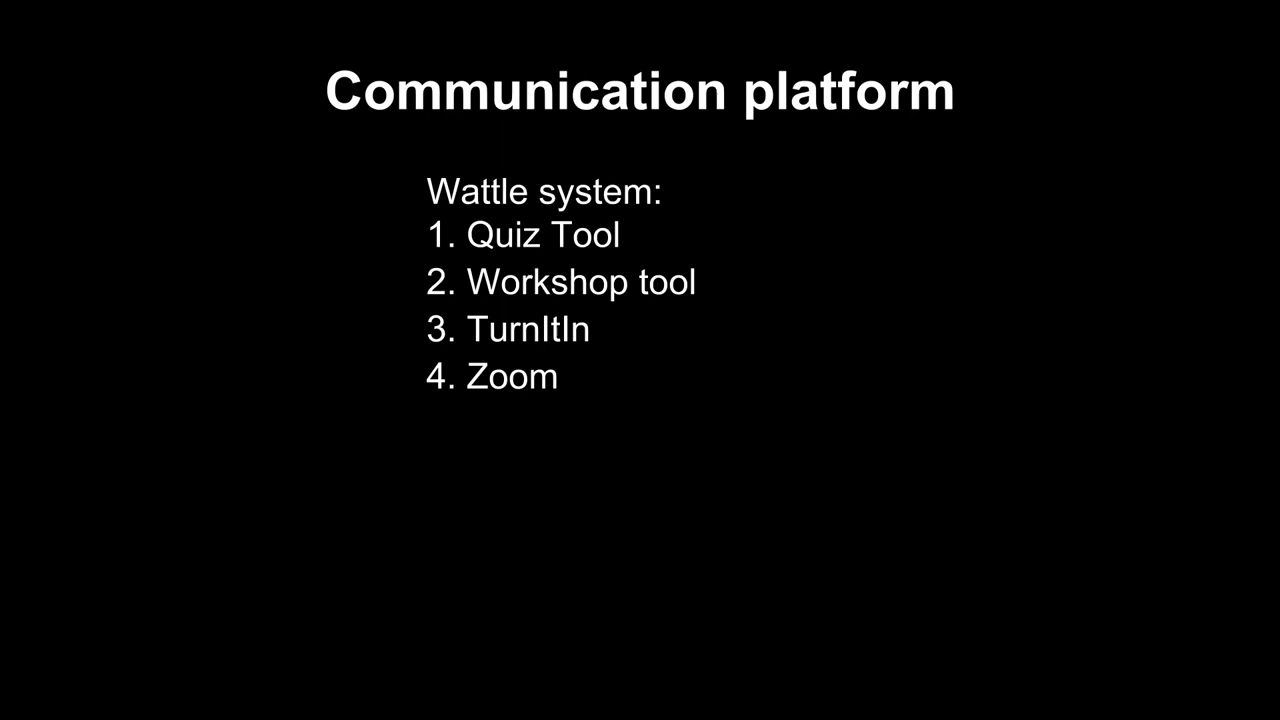 Communication platform
Wattle system:
1. Quiz Tool
2. Workshop tool
3. TurnItIn
4. Zoom